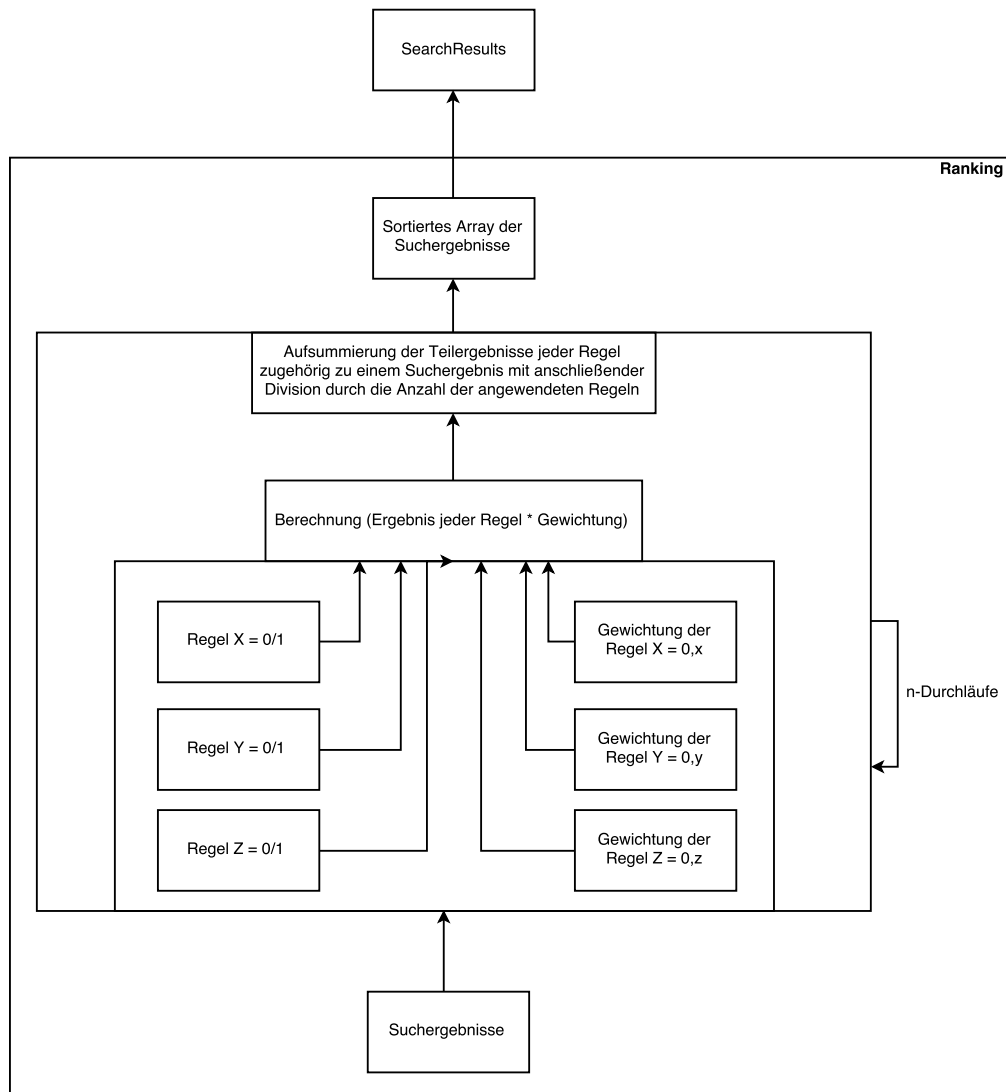 SearchResults
Ranking
Sortiertes Array der
Suchergebnisse
Aufsummierung der Teilergebnisse jeder Regel
zugehörig zu einem Suchergebnis mit anschließender
Division durch die Anzahl der angewendeten Regeln
Berechnung (Ergebnis jeder Regel * Gewichtung)
Regel X = 0/1
Gewichtung der
Regel X = 0,x
n-Durchläufe
Regel Y = 0/1
Gewichtung der
Regel Y = 0,y
Regel Z = 0/1
Gewichtung der
Regel Z = 0,z
Suchergebnisse